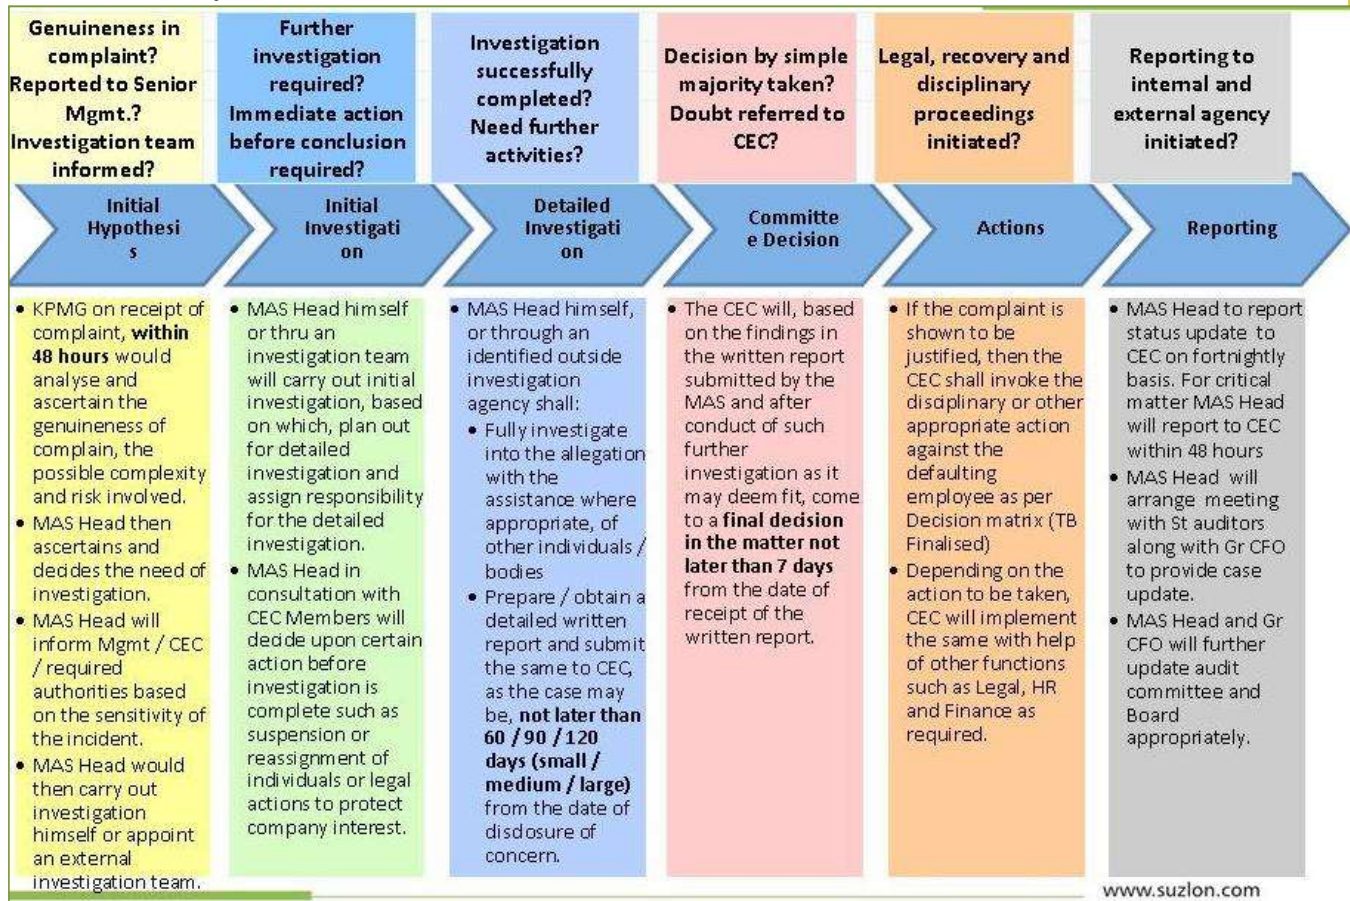 Genuineness in
complaint?
Reported to Senior
Mgmt.?
Investigation team
informed?
Further
investigation
required?
Immediate action
before conclusion
required?
Investigation
successfully
completed?
Need further
activities?
Decision by simple
majority taken?
Doubt referred to
CEC?
Legal, recovery and
disciplinary
proceedings
initiated?
Reporting to
internal and
external agency
initiated?
Initial
Hypothesi
s
Initial
Investigati
on
Detailed
Investigati
on
Committe
e Decision
Actions
Reporting
• KPMG on receipt of
complaint, within
48 hours would
analyse and
ascertain the
genuineness of
complain, the
possible complexity
and risk involved.
• MAS Head then
ascertains and
decides the need of
investigation.
• MAS Head will
inform Mgmt / CEC
/ required
authorities based
on the sensitivity of
the incident.
• MAS Head would
then carry out
investigation
himself or appoint
an external
investigation team.
• MAS Head himself
or thru an
investigation team
will carry out initial
investigation, based
on which, plan out
for detailed
investigation and
assign responsibility
for the detailed
investigation.
• MAS Head in
consultation with
CEC Members will
decide upon certain
action before
investigation is
complete such as
suspension or
reassignment of
individuals or legal
actions to protect
company interest.
• MAS Head himself,
or through an
identified outside
investigation
agency shall:
• Fully investigate
into the allegation
with the
assistance where
appropriate, of
other individuals /
bodies
• Prepare / obtain a
detailed written
report and submit
the same to CEC,
as the case may
be, not later than
60 / 90 / 120
days (small /
medium / large)
from the date of
disclosure of
concern.
• The CEC will, based
on the findings in
the written report
submitted by the
MAS and after
conduct of such
further
investigation as it
may deem fit, come
to a final decision
in the matter not
later than 7 days
from the date of
receipt of the
written report.
• If the complaint is
shown to be
justified, then the
CEC shall invoke the
disciplinary or other
appropriate action
against the
defaulting
employee as per
Decision matrix (TB
Finalised)
• Depending on the
action to be taken,
CEC will implement
the same with help
of other functions
such as Legal, HR
and Finance as
required.
• MAS Head to report
status update to
CEC on fortnightly
basis. For critical
matter MAS Head
will report to CEC
within 48 hours
• MAS Head will
arrange meeting
with St auditors
along with Gr CFO
to provide case
update.
• MAS Head and Gr
CFO will further
update audit
committee and
Board
appropriately.
www.suzlon.com